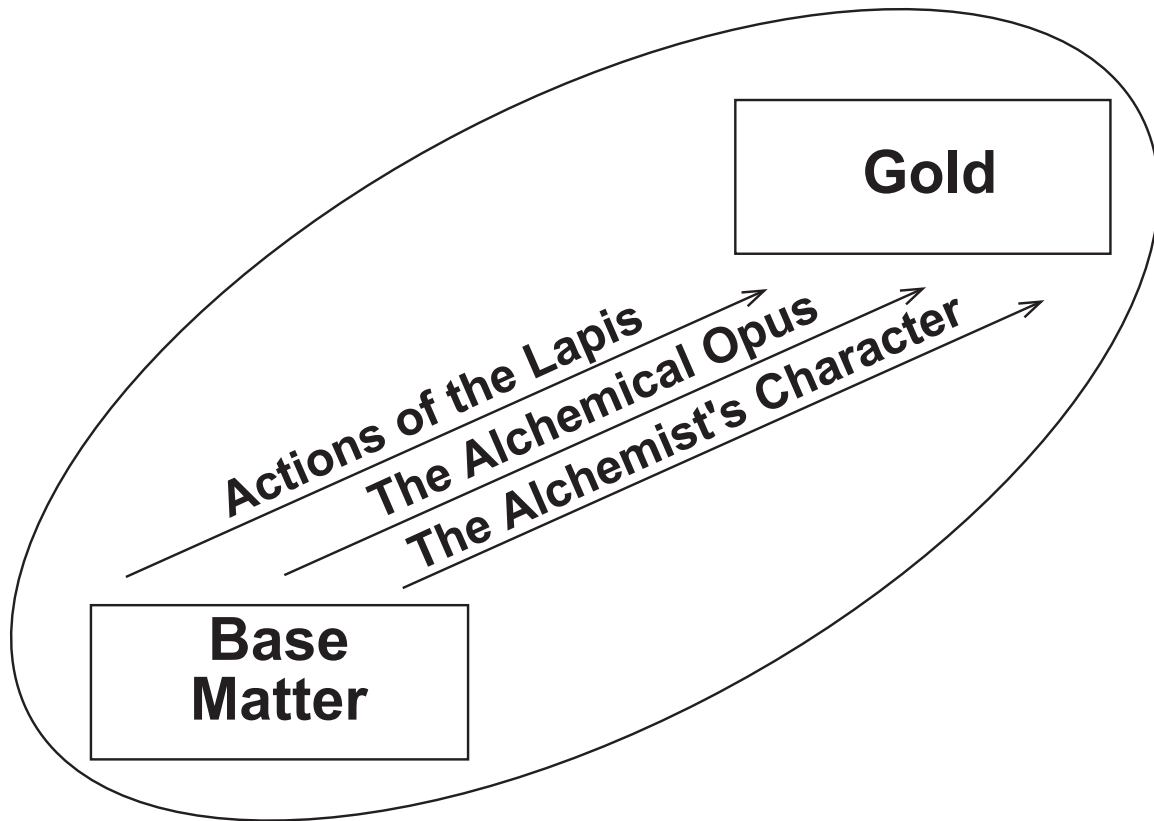 Gold
Actions of the Lapis
The Alchemical Opus
The Alchemist's Character
Base
Matter